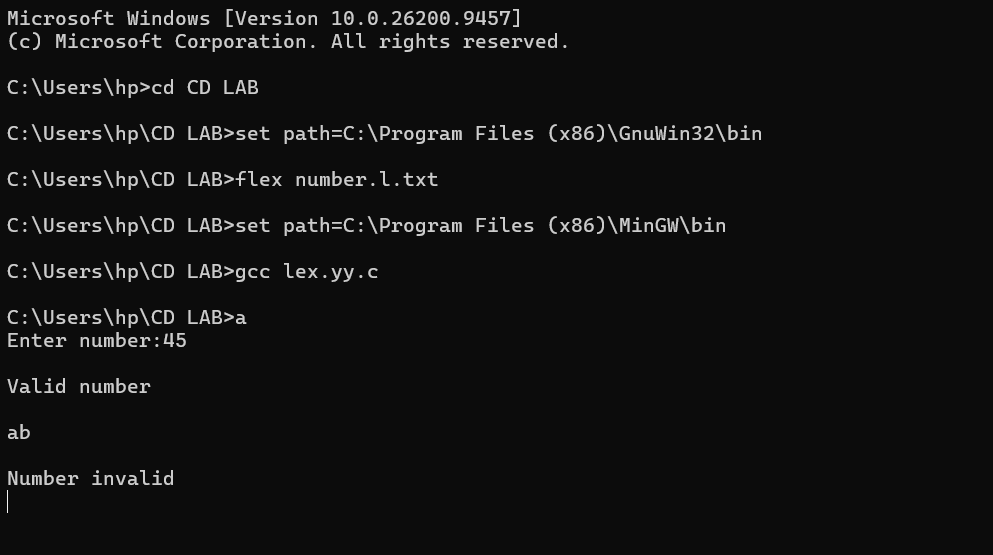 Microsoft Windows [Version 10.0.26200.9457]
(c) Microsoft Corporation. All rights reserved.
C:\Users\hp>cd CD LAB
C:\Users\hp\CD LAB>set path=C:\Program Files (x86)\GnuWin32\bin
C:\Users\hp\CD LAB>flex number.l.txt
C:\Users\hp\CD LAB>set path=C:\Program Files (x86)\MinGW\bin
C:\Users\hp\CD LAB>gcc lex.yy.c
C:\Users\hp\CD LAB>a
Enter number:45
Valid number
ab
Number invalid